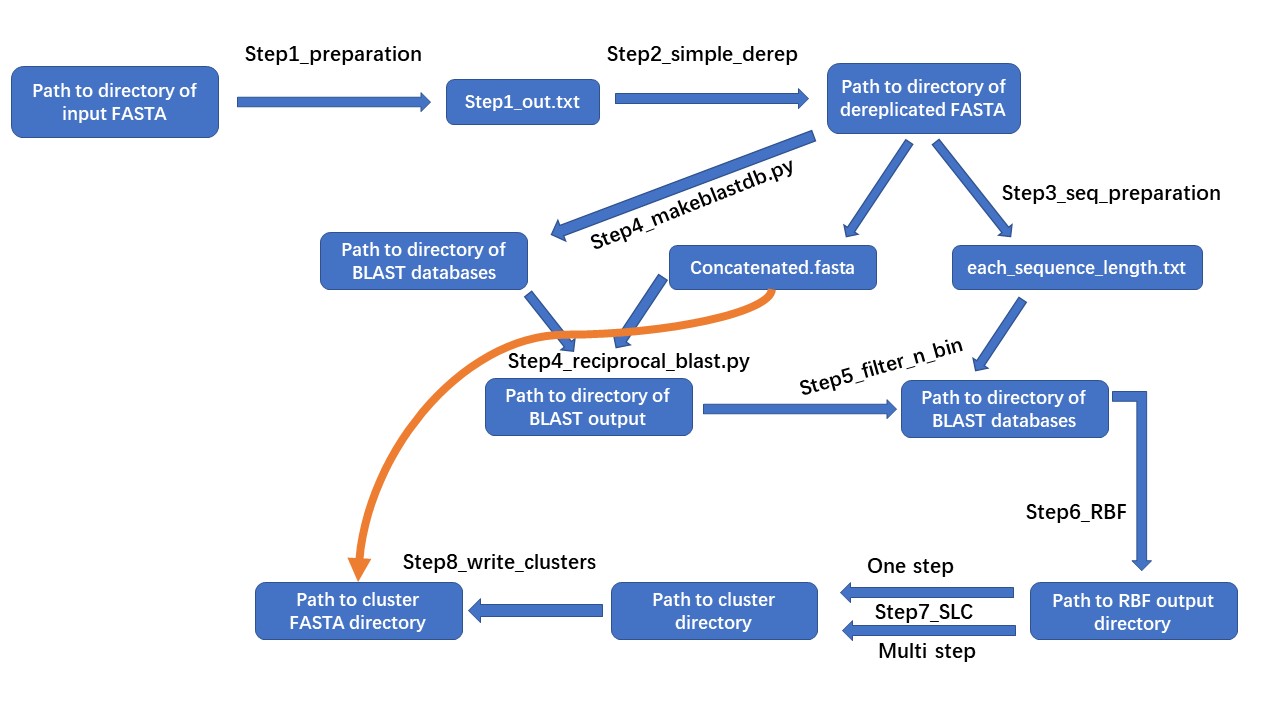 Step1_preparation
Step2_simple_derep
Path to directory of
input FASTA
Step1_out.txt
Path to directory of
dereplicated FASTA
Step4_makeblastdb.py
Step3_seq_preparation
Path to directory of
BLAST databases
Concatenated.fasta
each_sequence_length.txt
Step4_reciprocal_blast.py
Step5_filter_n_bin
Path to directory of
BLAST output
Path to directory of
BLAST databases
Step6_RBF
Step8_write_clusters
One step
Step7_SLC
Multi step
Path to cluster
FASTA directory
Path to cluster
directory
Path to RBF output
directory